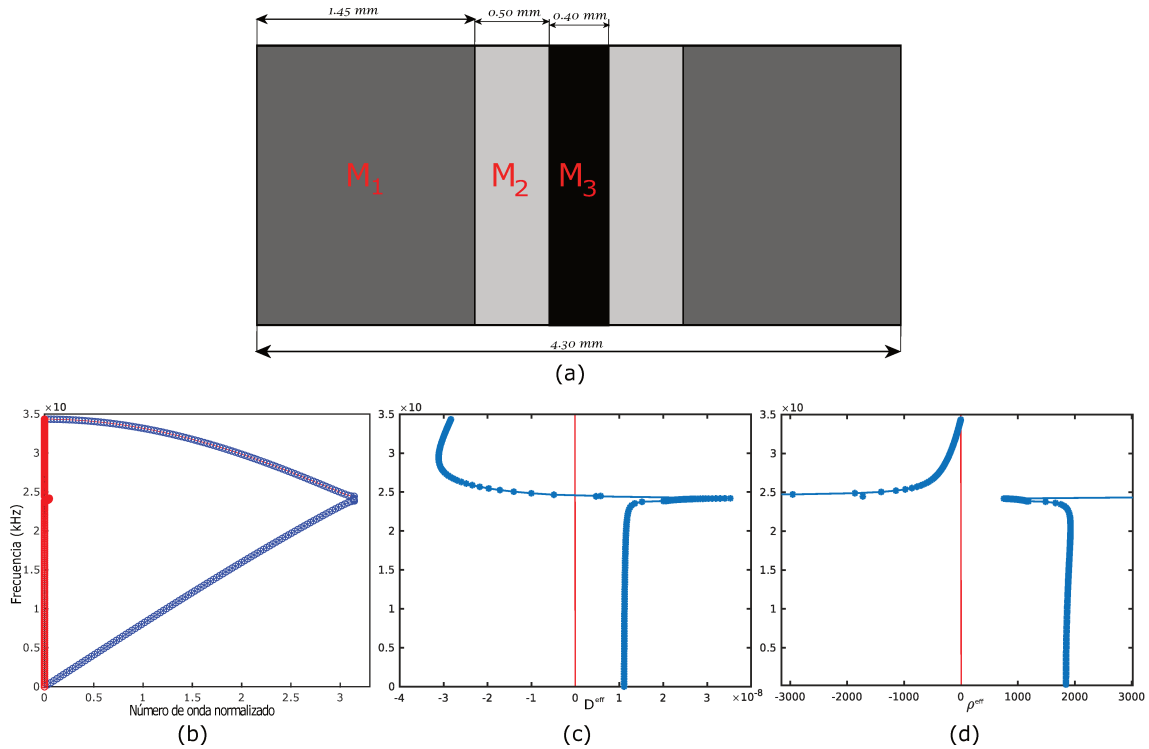 1.45 mm
0.50 mm
0.40 mm
M1
M2
M3
4.30 mm
(a)
×10
3.5
3
2.5
2
1.5
1
0.5
0
Frecuencia (kHz)
0 0.5 1 1.5 2 2.5 3
Número de onda normalizado
(b)
×10
3.5
3
2.5
2
1.5
1
0.5
0
-4 -3 -2 -1 0 1 2 3 4
×10⁻⁸
Dᵉᶠᶠ
(c)
×10
3.5
3
2.5
2
1.5
1
0.5
0
-3000 -2000 -1000 0 1000 2000 3000
ρᵉᶠᶠ
(d)